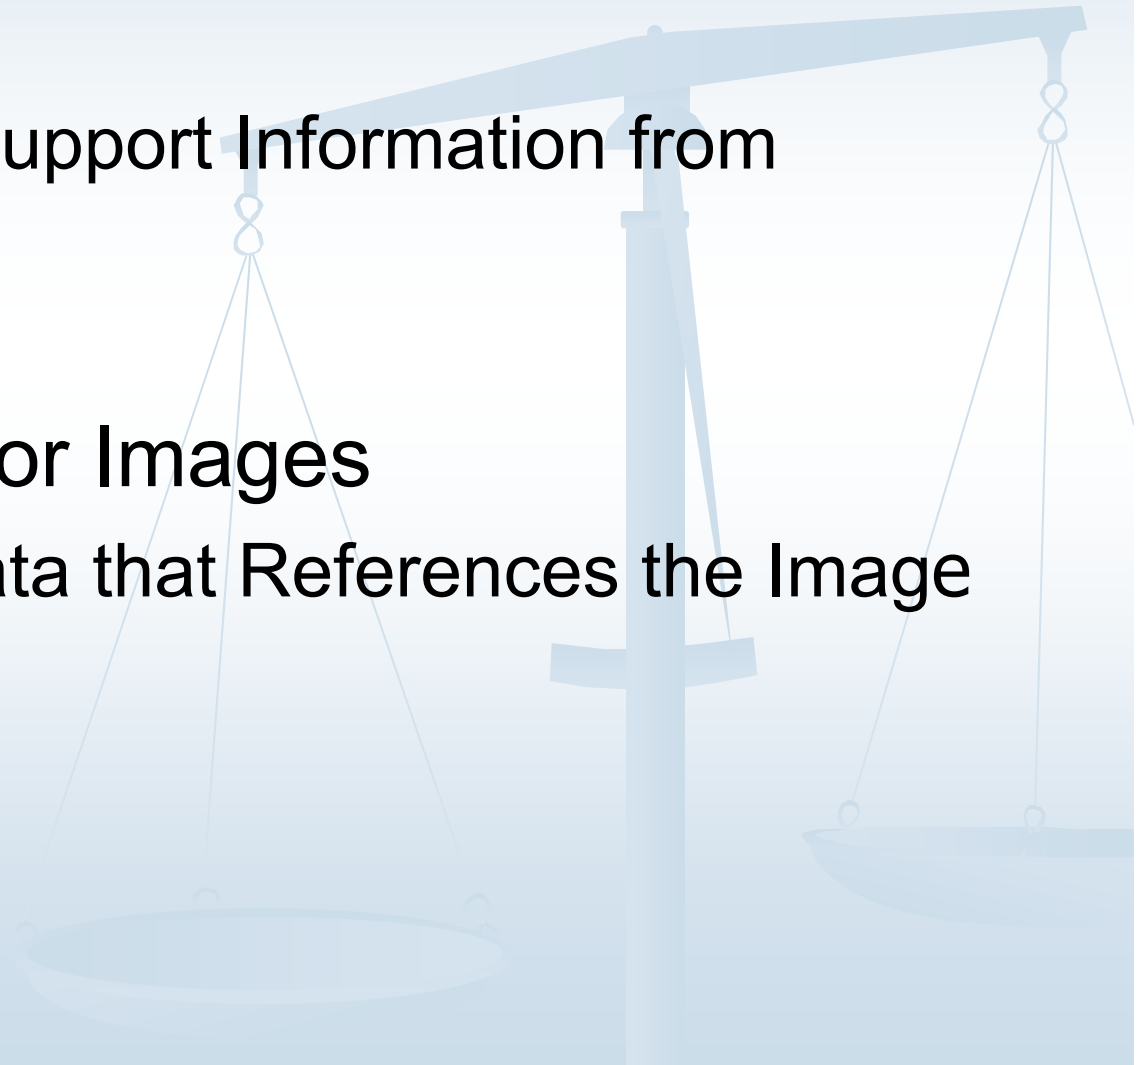 upport Information from
or Images
ata that References the Image